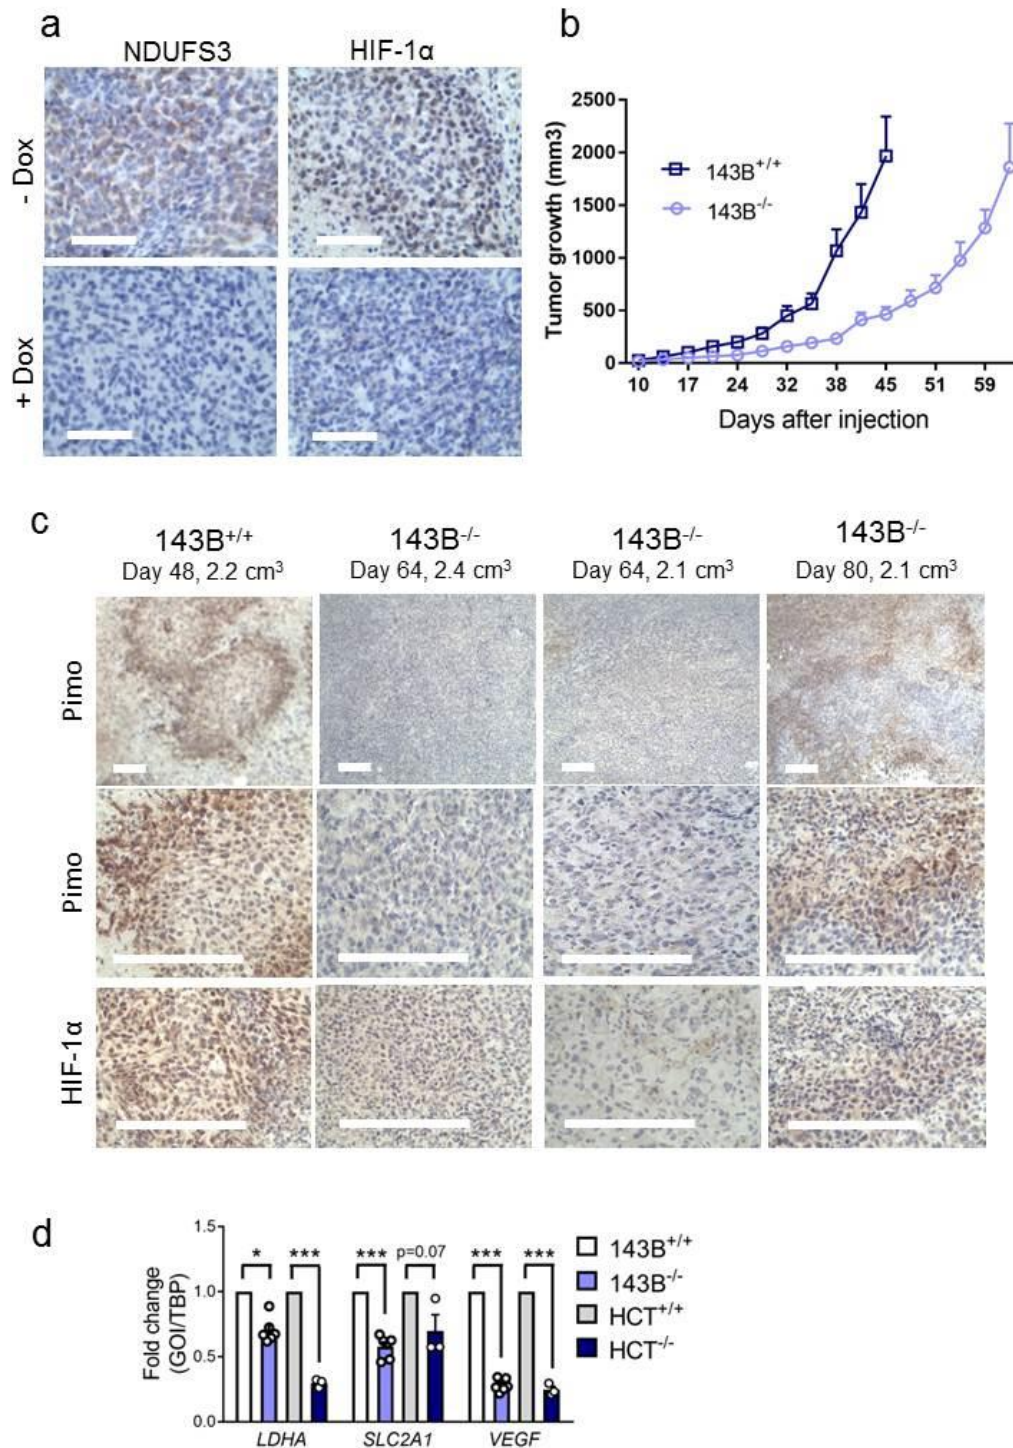 a
NDUFS3 HIF-1α
- Dox
+ Dox
b
Tumor growth (mm3)
2500
2000
1500
1000
500
0
143B+/+
143B-/-
10 17 24 32 38 45 51 59
Days after injection
c
143B+/+ 143B-/- 143B-/- 143B-/-
Day 48, 2.2 cm3 Day 64, 2.4 cm3 Day 64, 2.1 cm3 Day 80, 2.1 cm3
Pimo
Pimo
HIF-1α
d
Fold change
(GOI/TBP)
1.5
1.0
0.5
0.0
* *** *** p=0.07 *** ***
LDHA SLC2A1 VEGF
143B+/+
143B-/-
HCT+/+
HCT-/-